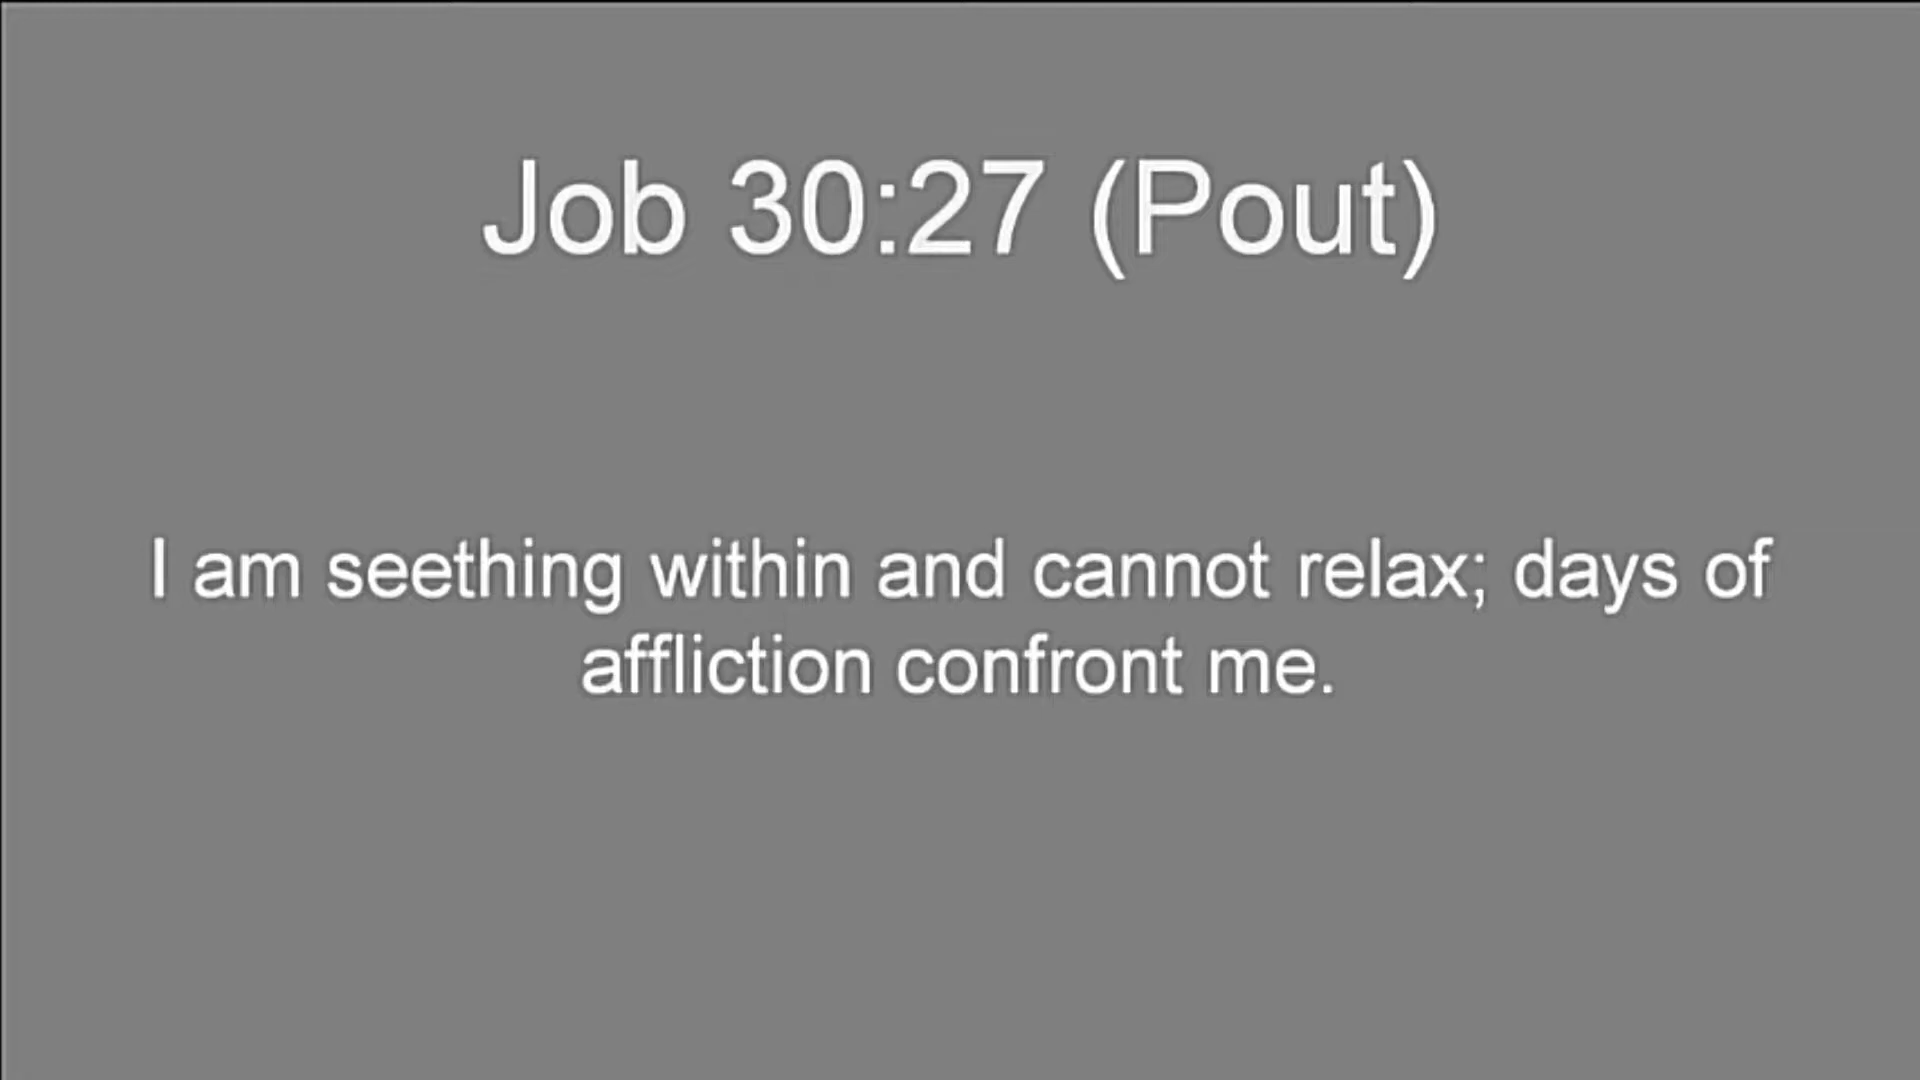 Job 30:27 (Pout)
I am seething within and cannot relax; days of
affliction confront me.